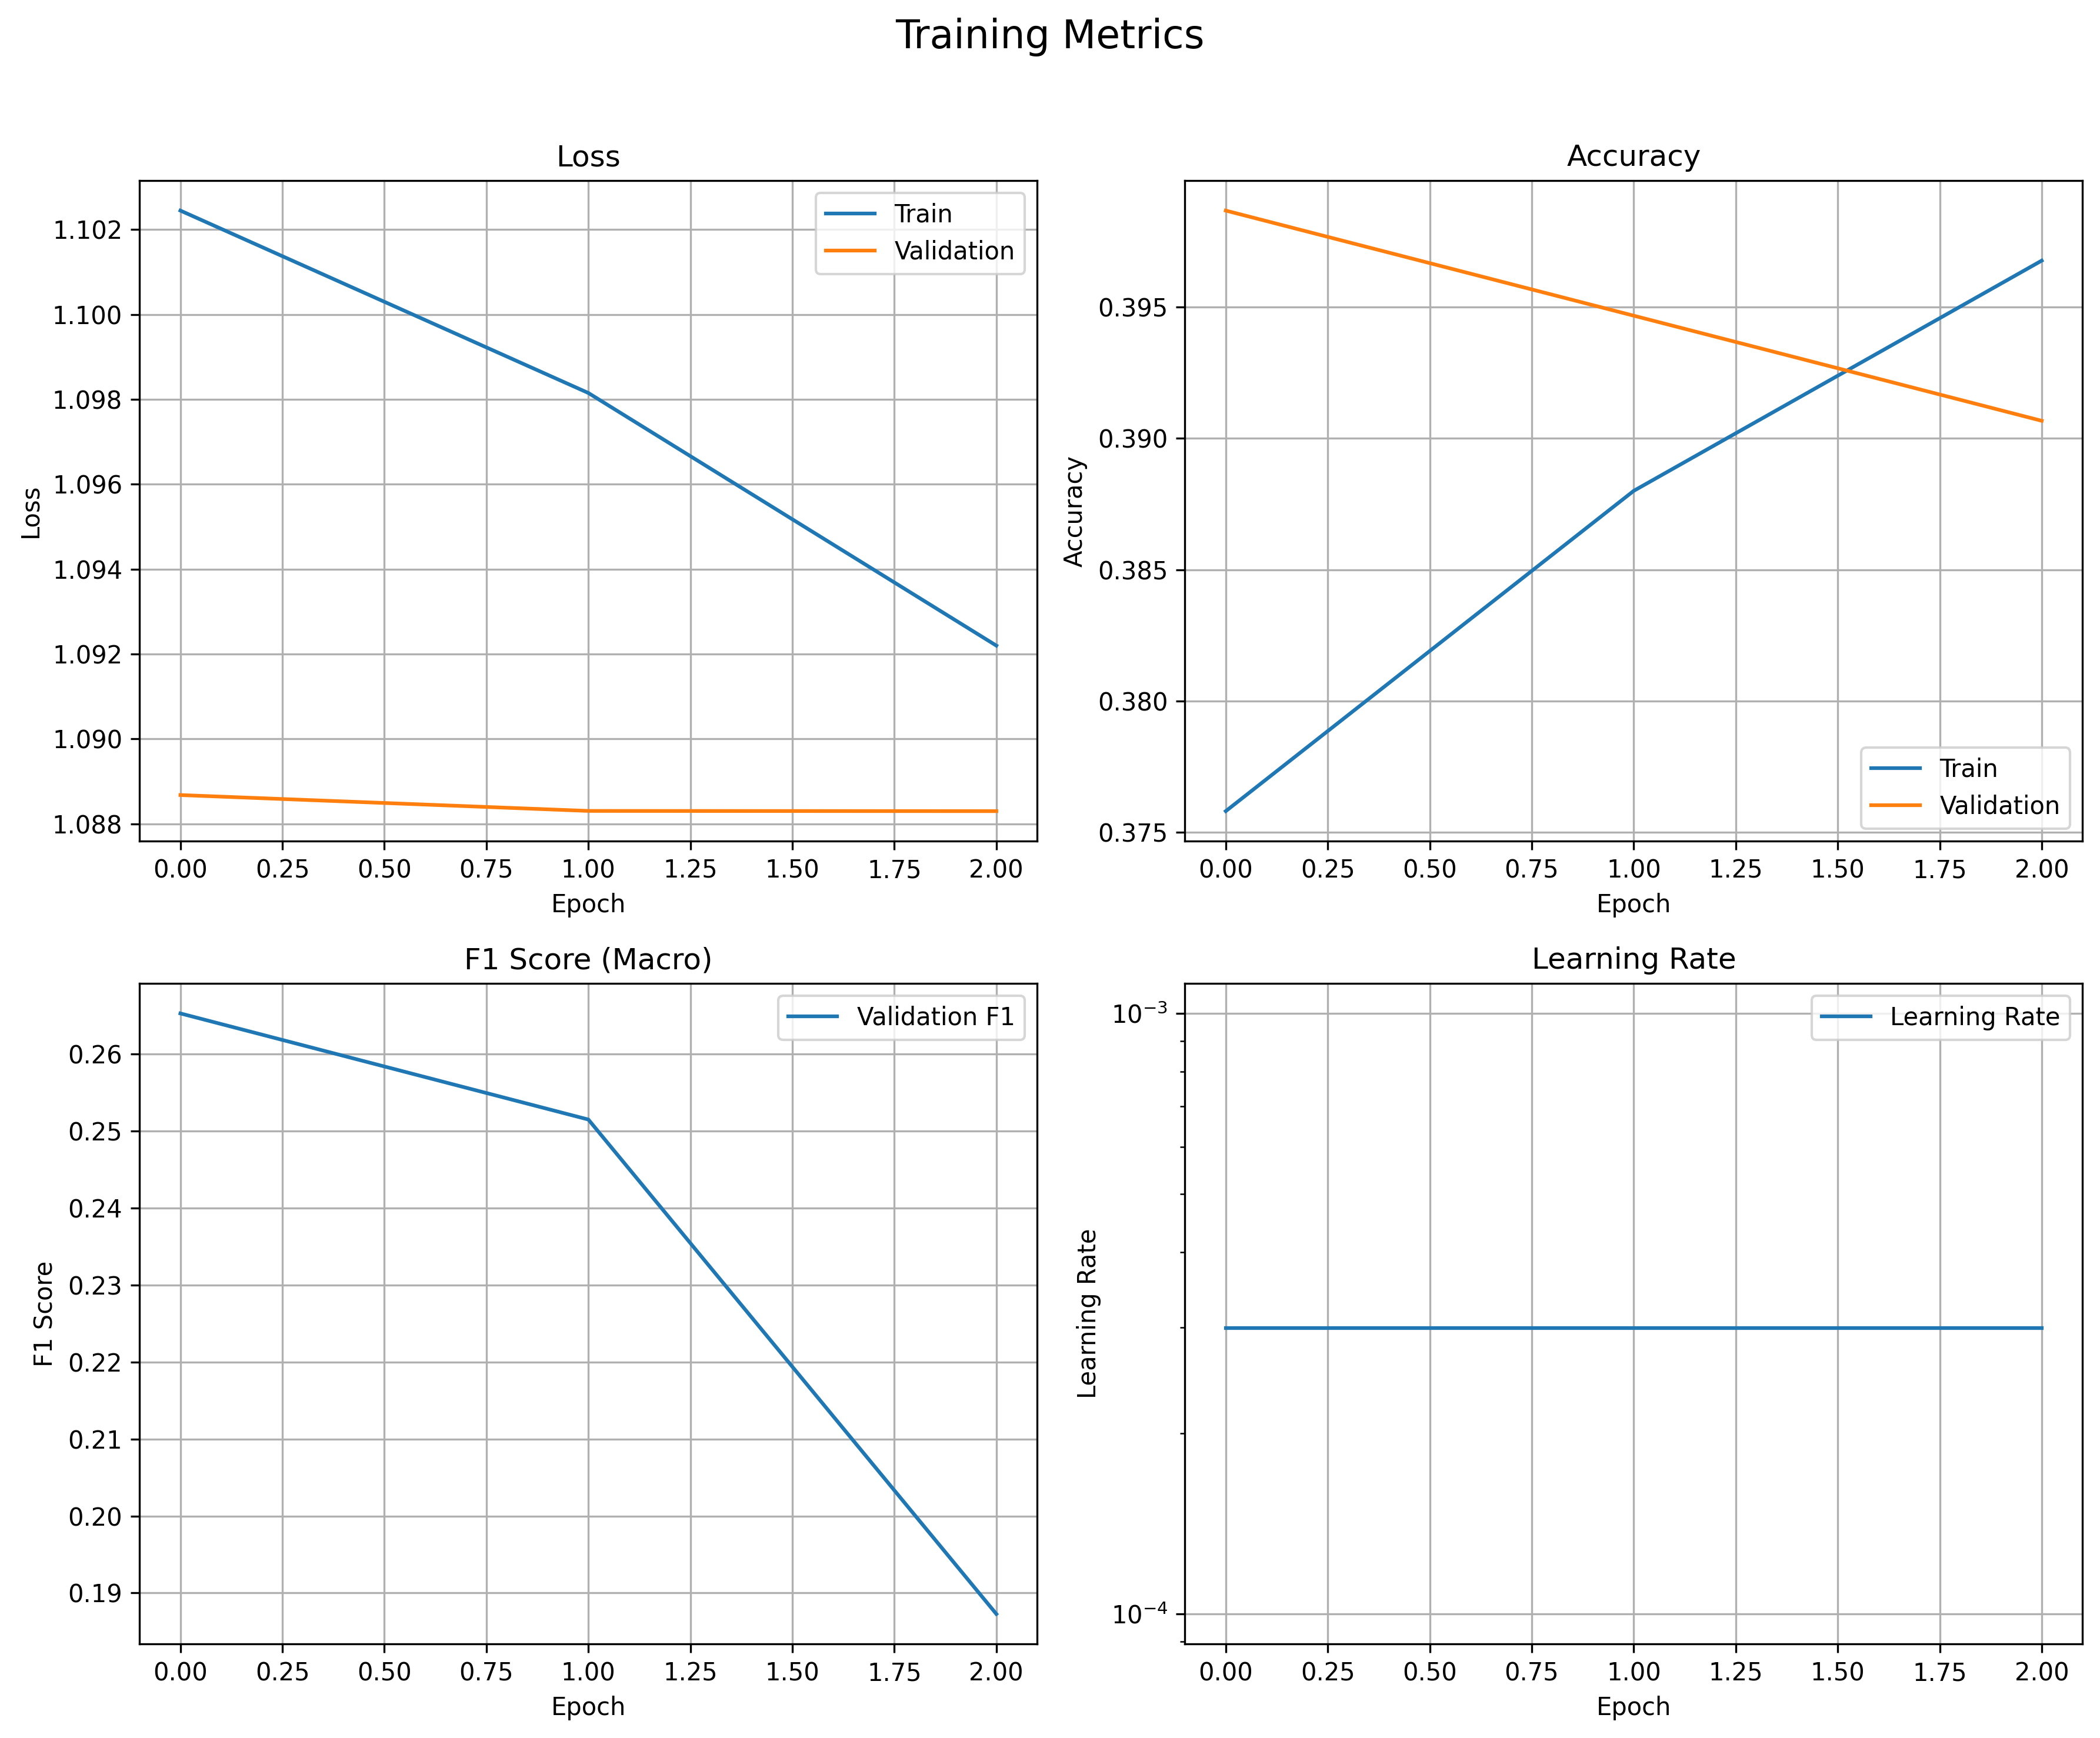 Training Metrics
Loss
1.102
1.100
1.098
1.096
1.094
1.092
1.090
1.088
Loss
Train
Validation
0.00 0.25 0.50 0.75 1.00 1.25 1.50 1.75 2.00
Epoch
Accuracy
0.395
0.390
0.385
0.380
0.375
Accuracy
Train
Validation
0.00 0.25 0.50 0.75 1.00 1.25 1.50 1.75 2.00
Epoch
F1 Score (Macro)
Validation F1
0.26
0.25
0.24
0.23
0.22
0.21
0.20
0.19
F1 Score
0.00 0.25 0.50 0.75 1.00 1.25 1.50 1.75 2.00
Epoch
Learning Rate
Learning Rate
10⁻³
10⁻⁴
Learning Rate
0.00 0.25 0.50 0.75 1.00 1.25 1.50 1.75 2.00
Epoch